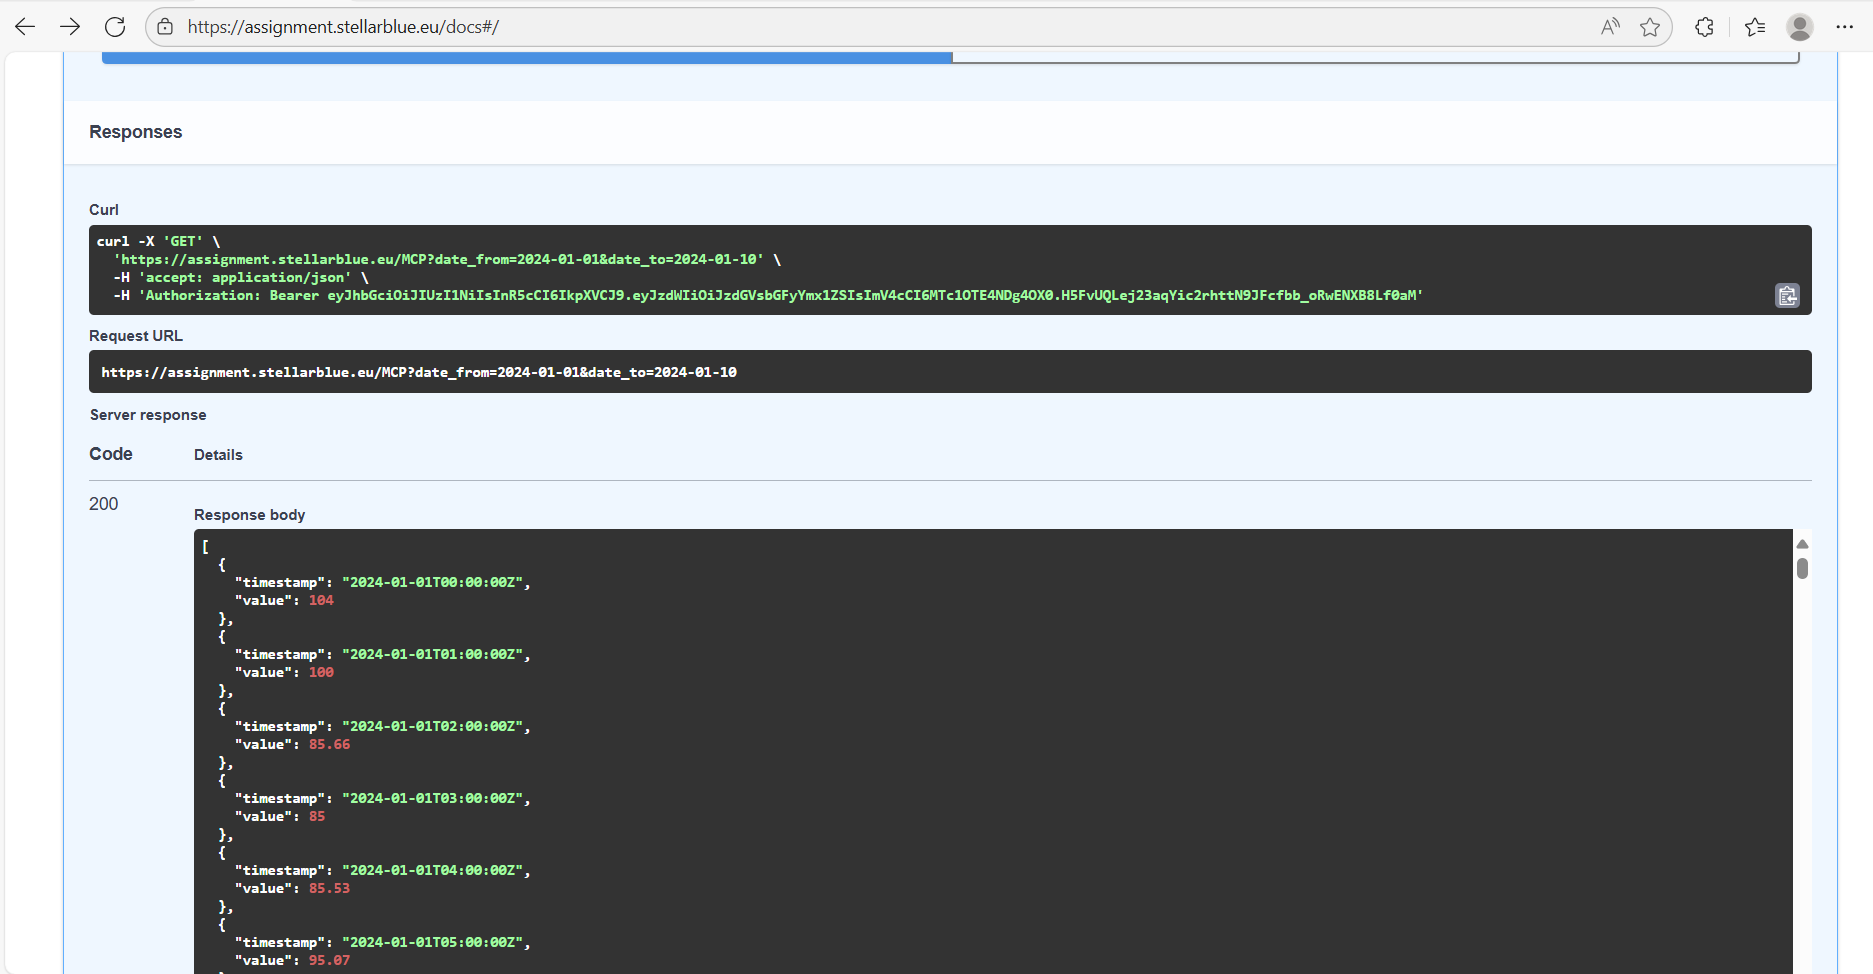 https://assignment.stellarblue.eu/docs#/
Responses
Curl
curl -X 'GET' \
'https://assignment.stellarblue.eu/MCP?date_from=2024-01-01&date_to=2024-01-10' \
-H 'accept: application/json' \
-H 'Authorization: Bearer eyJhbGciOiJIUzI1NiIsInR5cCI6IkpXVCJ9.eyJzdWIiOiJzdGVsbGFyYmx1ZSIsImV4cCI6MTc1OTE4NDg4OX0.H5FvUQLej23aqYic2rhttN9JFcfbb_oRwENXB8Lf0aM'
Request URL
https://assignment.stellarblue.eu/MCP?date_from=2024-01-01&date_to=2024-01-10
Server response
Code Details
200
Response body
[
{
"timestamp": "2024-01-01T00:00:00Z",
"value": 104
},
{
"timestamp": "2024-01-01T01:00:00Z",
"value": 100
},
{
"timestamp": "2024-01-01T02:00:00Z",
"value": 85.66
},
{
"timestamp": "2024-01-01T03:00:00Z",
"value": 85
},
{
"timestamp": "2024-01-01T04:00:00Z",
"value": 85.53
},
{
"timestamp": "2024-01-01T05:00:00Z",
"value": 95.07